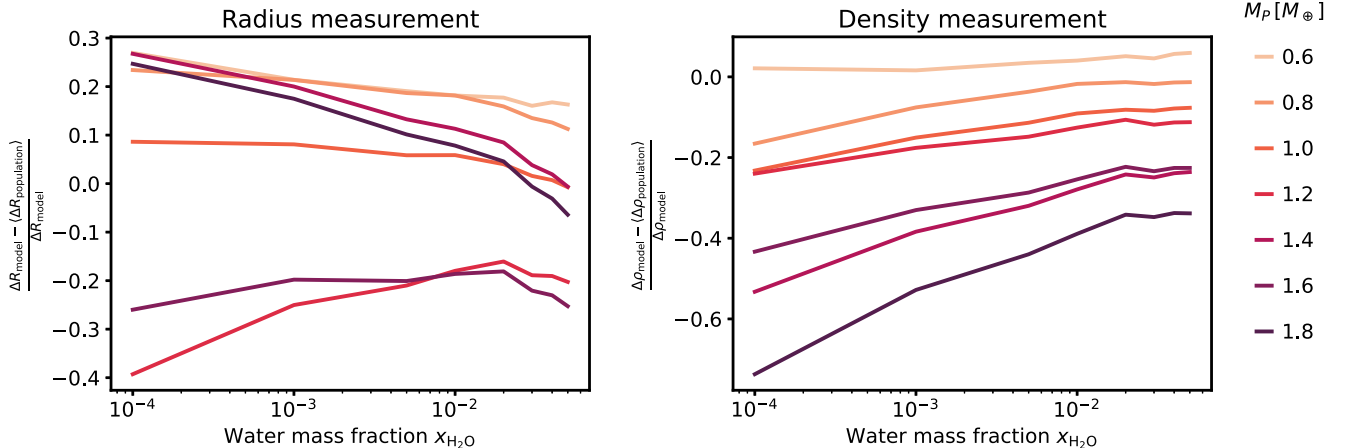 Radius measurement
Density measurement
M_P [M_⊕]
0.3
0.2
0.1
0.0
−0.1
−0.2
−0.3
−0.4
ΔR_model − ⟨ΔR_population⟩
ΔR_model
10^−4
10^−3
10^−2
Water mass fraction x_H2O
0.0
−0.2
−0.4
−0.6
Δρ_model − ⟨Δρ_population⟩
Δρ_model
10^−4
10^−3
10^−2
Water mass fraction x_H2O
0.6
0.8
1.0
1.2
1.4
1.6
1.8